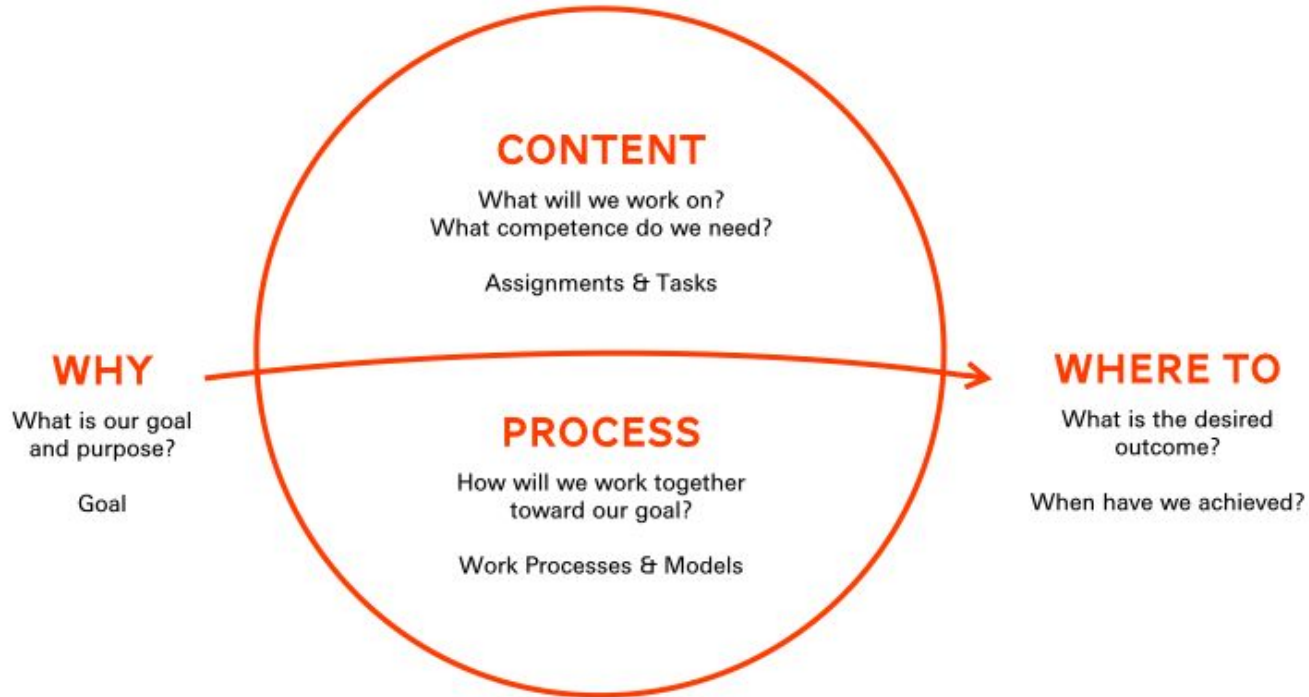 CONTENT
What will we work on?
What competence do we need?
Assignments & Tasks
WHY
What is our goal
and purpose?
Goal
PROCESS
How will we work together
toward our goal?
Work Processes & Models
WHERE TO
What is the desired
outcome?
When have we achieved?